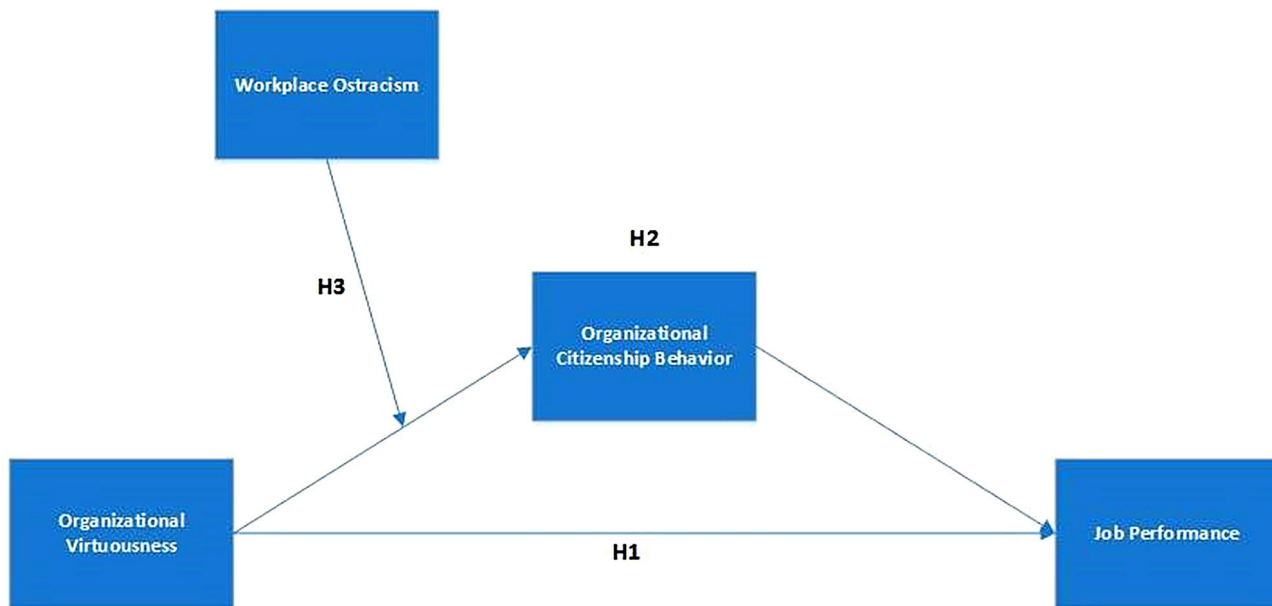 Workplace Ostracism
H2
H3
Organizational
Citizenship Behavior
Organizational
Virtuousness
H1
Job Performance